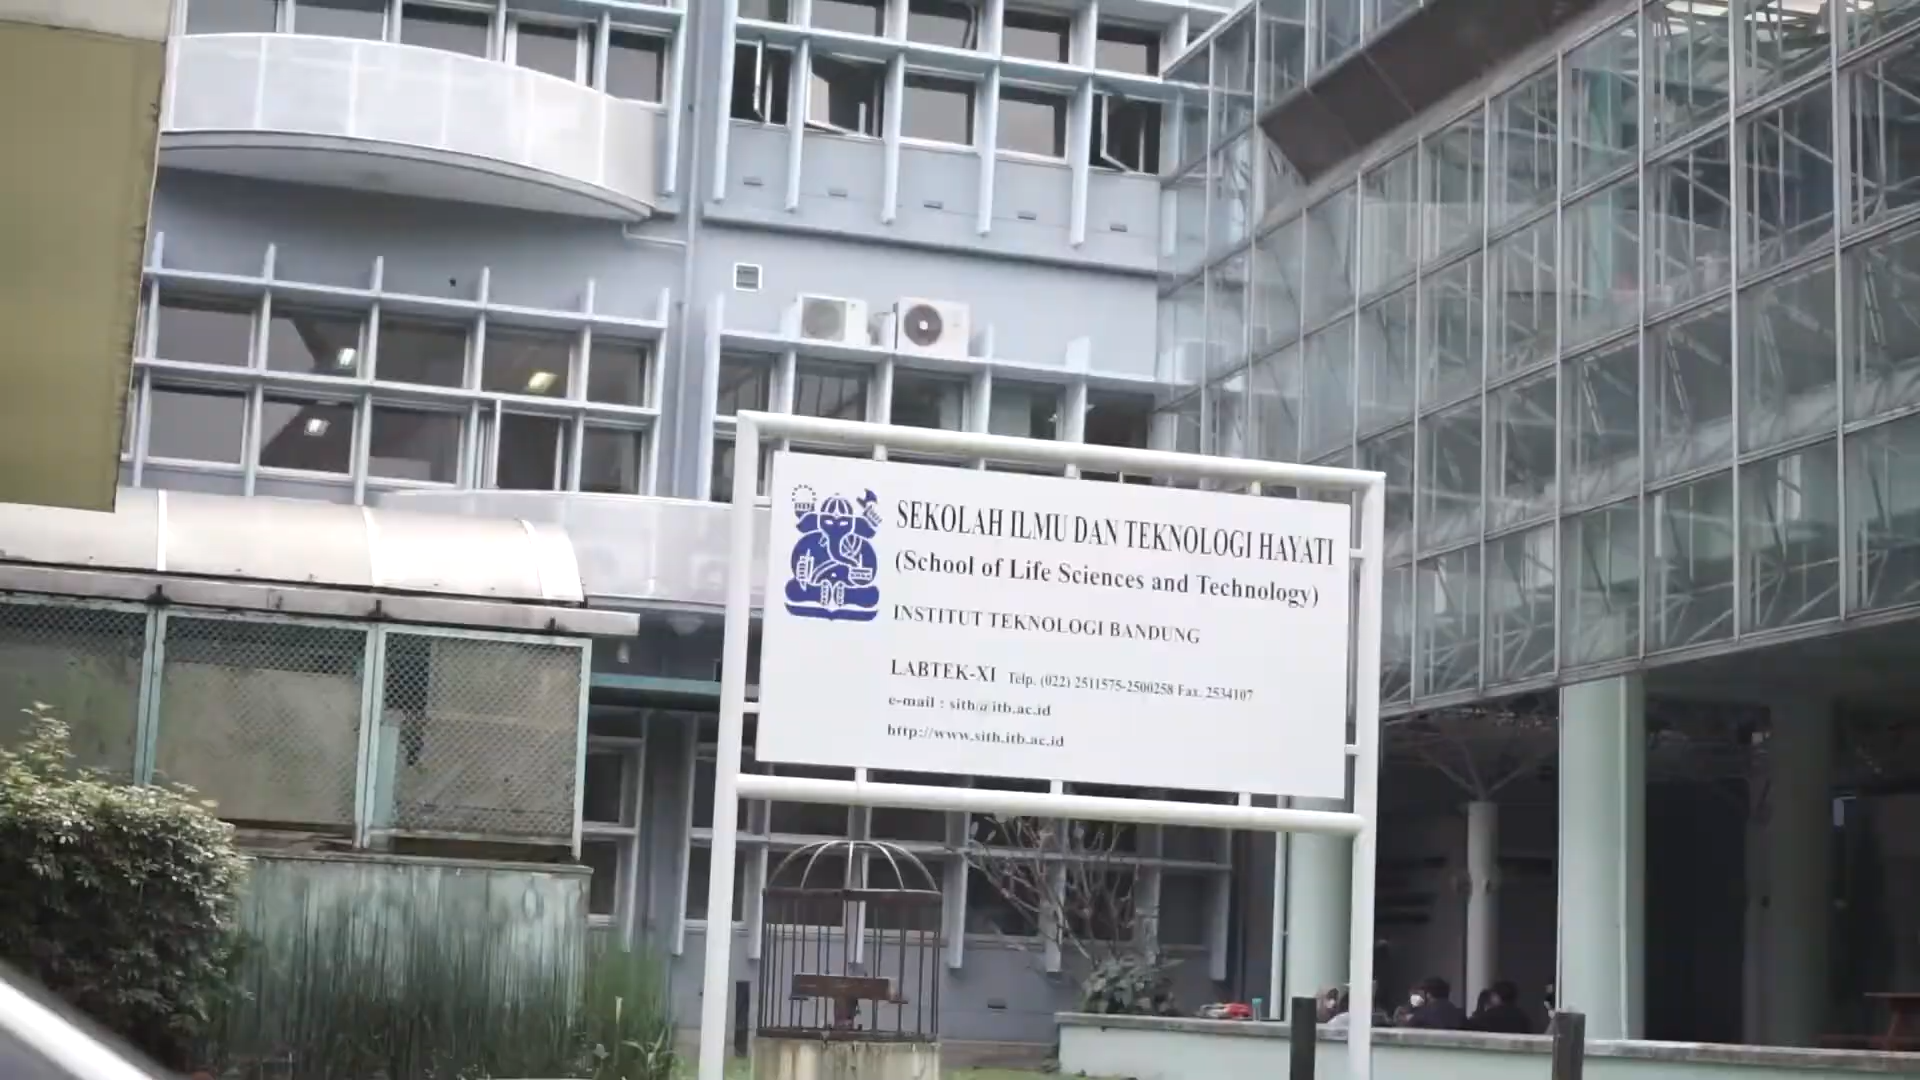 SEKOLAH ILMU DAN TEKNOLOGI HAYATI
(School of Life Sciences and Technology)
INSTITUT TEKNOLOGI BANDUNG
LABTEK-XI Telp. (022) 2511575-2500258 Fax. 2534107
e-mail : sith@itb.ac.id
http://www.sith.itb.ac.id